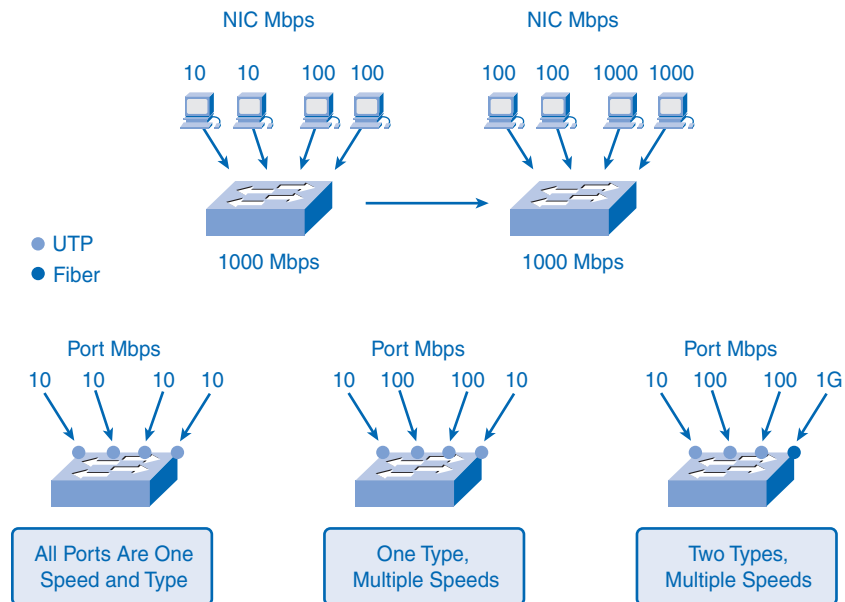 NIC Mbps NIC Mbps
10 10 100 100 100 100 1000 1000
1000 Mbps 1000 Mbps
UTP
Fiber
Port Mbps Port Mbps Port Mbps
10 10 10 10 10 100 100 10 10 100 100 1G
All Ports Are One
Speed and Type
One Type,
Multiple Speeds
Two Types,
Multiple Speeds